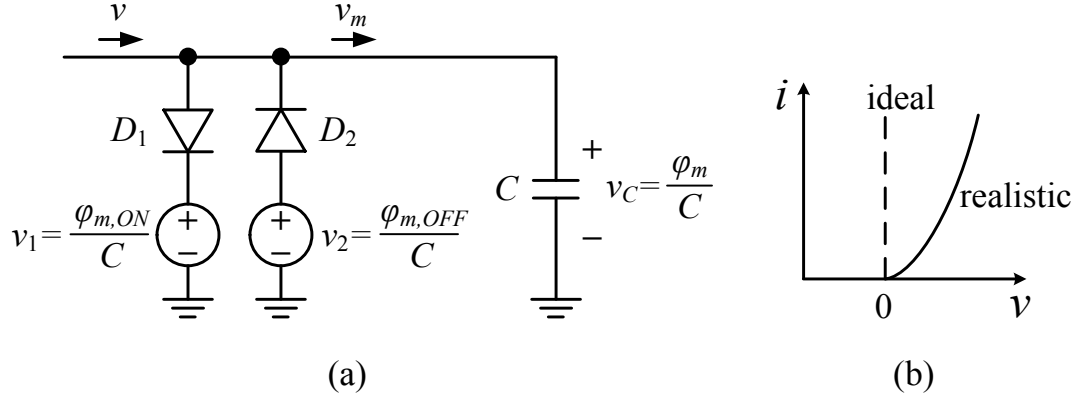 v
v_m
D_1
D_2
v_1 = φ_{m,ON}/C
+
−
v_2 = φ_{m,OFF}/C
+
−
C
+
v_C = φ_m/C
−
(a)
i
ideal
realistic
0
v
(b)